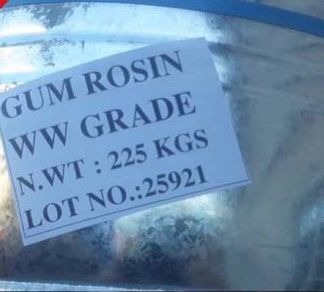 GUM ROSIN
WW GRADE
N.WT : 225 KGS
LOT NO.:25921